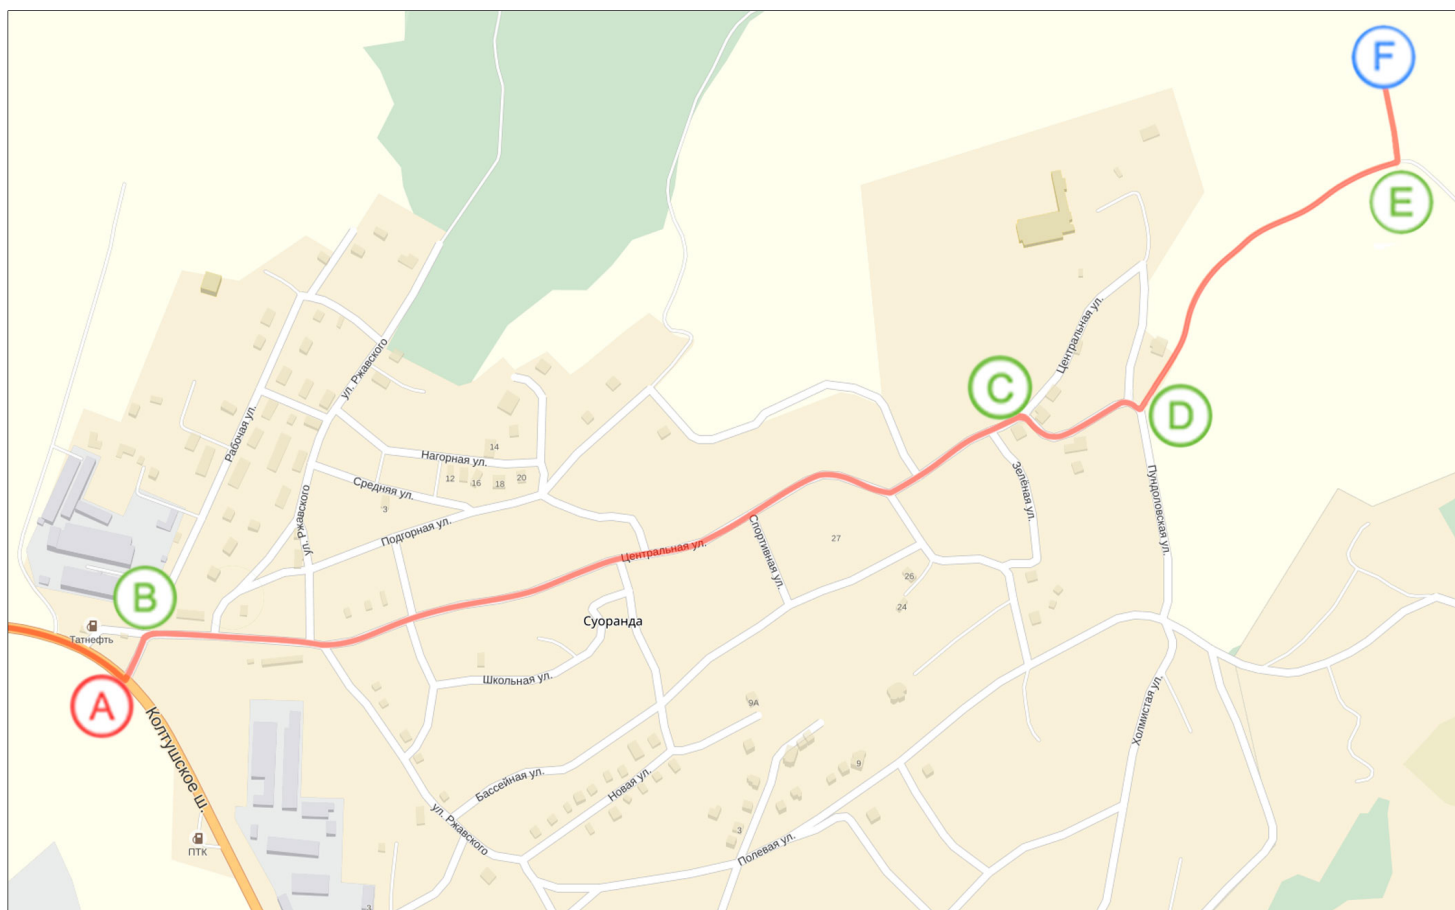 F
E
Центральная ул.
ул. Ржавского
C
D
Рабочая ул.
14
Нагорная ул.
12
16
18
20
Средняя ул.
3
Зелёная ул.
Пундоловская ул.
ул. Ржавского
Подгорная ул.
Спортивная ул.
27
Центральная ул.
B
26
24
Татнефть
Суоранда
Школьная ул.
A
Колтушское ш.
9А
Холмистая ул.
9
Бассейная ул.
Новая ул.
ул. Ржавского
3
Полевая ул.
ПТК
3